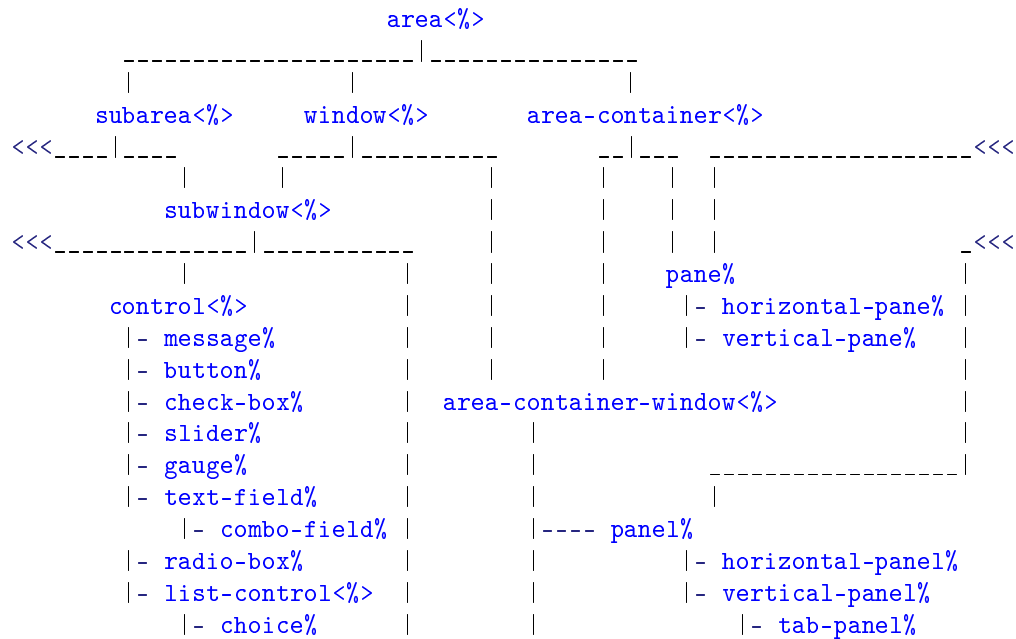 area<%>
subarea<%> window<%> area-container<%>
<<< <<<
subwindow<%>
<<< <<<
pane%
control<%> |- horizontal-pane%
|- message% |- vertical-pane%
|- button%
|- check-box% area-container-window<%>
|- slider%
|- gauge%
|- text-field%
|- combo-field% |---- panel%
|- radio-box% |- horizontal-panel%
|- list-control<%> |- vertical-panel%
|- choice% |- tab-panel%